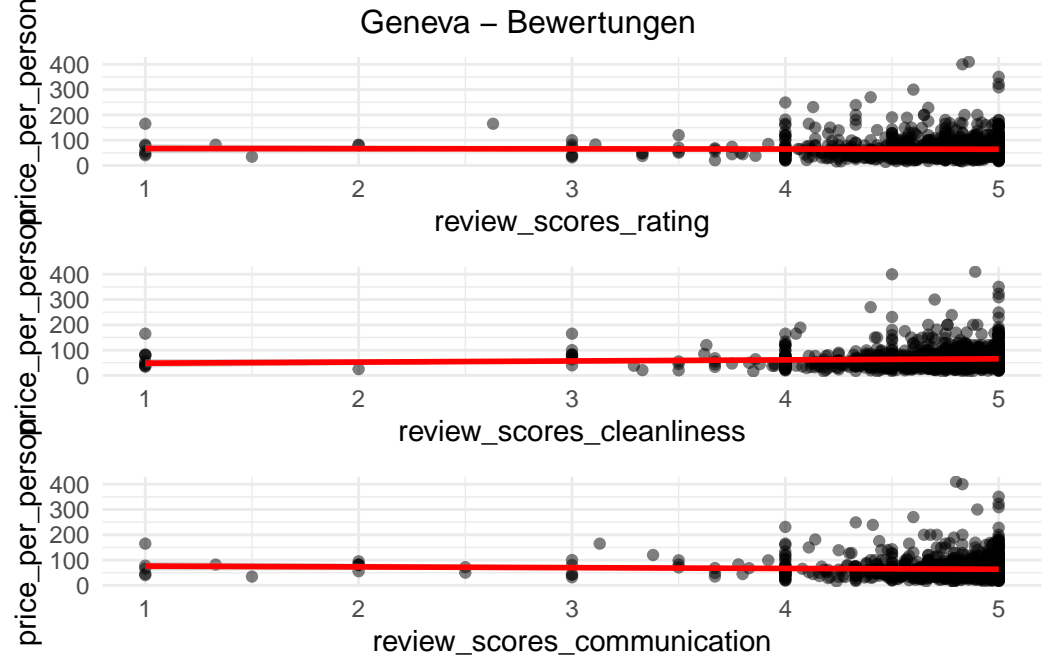 Geneva – Bewertungen
price_per_person
400
300
200
100
0
1 2 3 4 5
review_scores_rating
price_per_person
400
300
200
100
0
1 2 3 4 5
review_scores_cleanliness
price_per_person
400
300
200
100
0
1 2 3 4 5
review_scores_communication